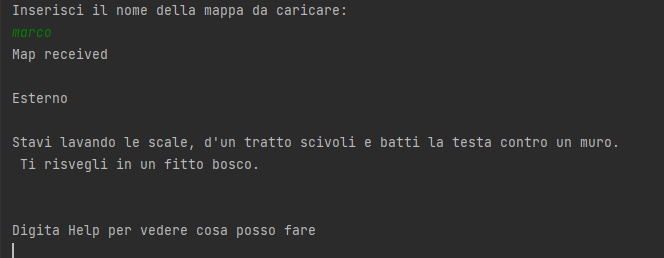 Inserisci il nome della mappa da caricare:
marco
Map received
Esterno
Stavi lavando le scale, d'un tratto scivoli e batti la testa contro un muro.
Ti risvegli in un fitto bosco.
Digita Help per vedere cosa posso fare